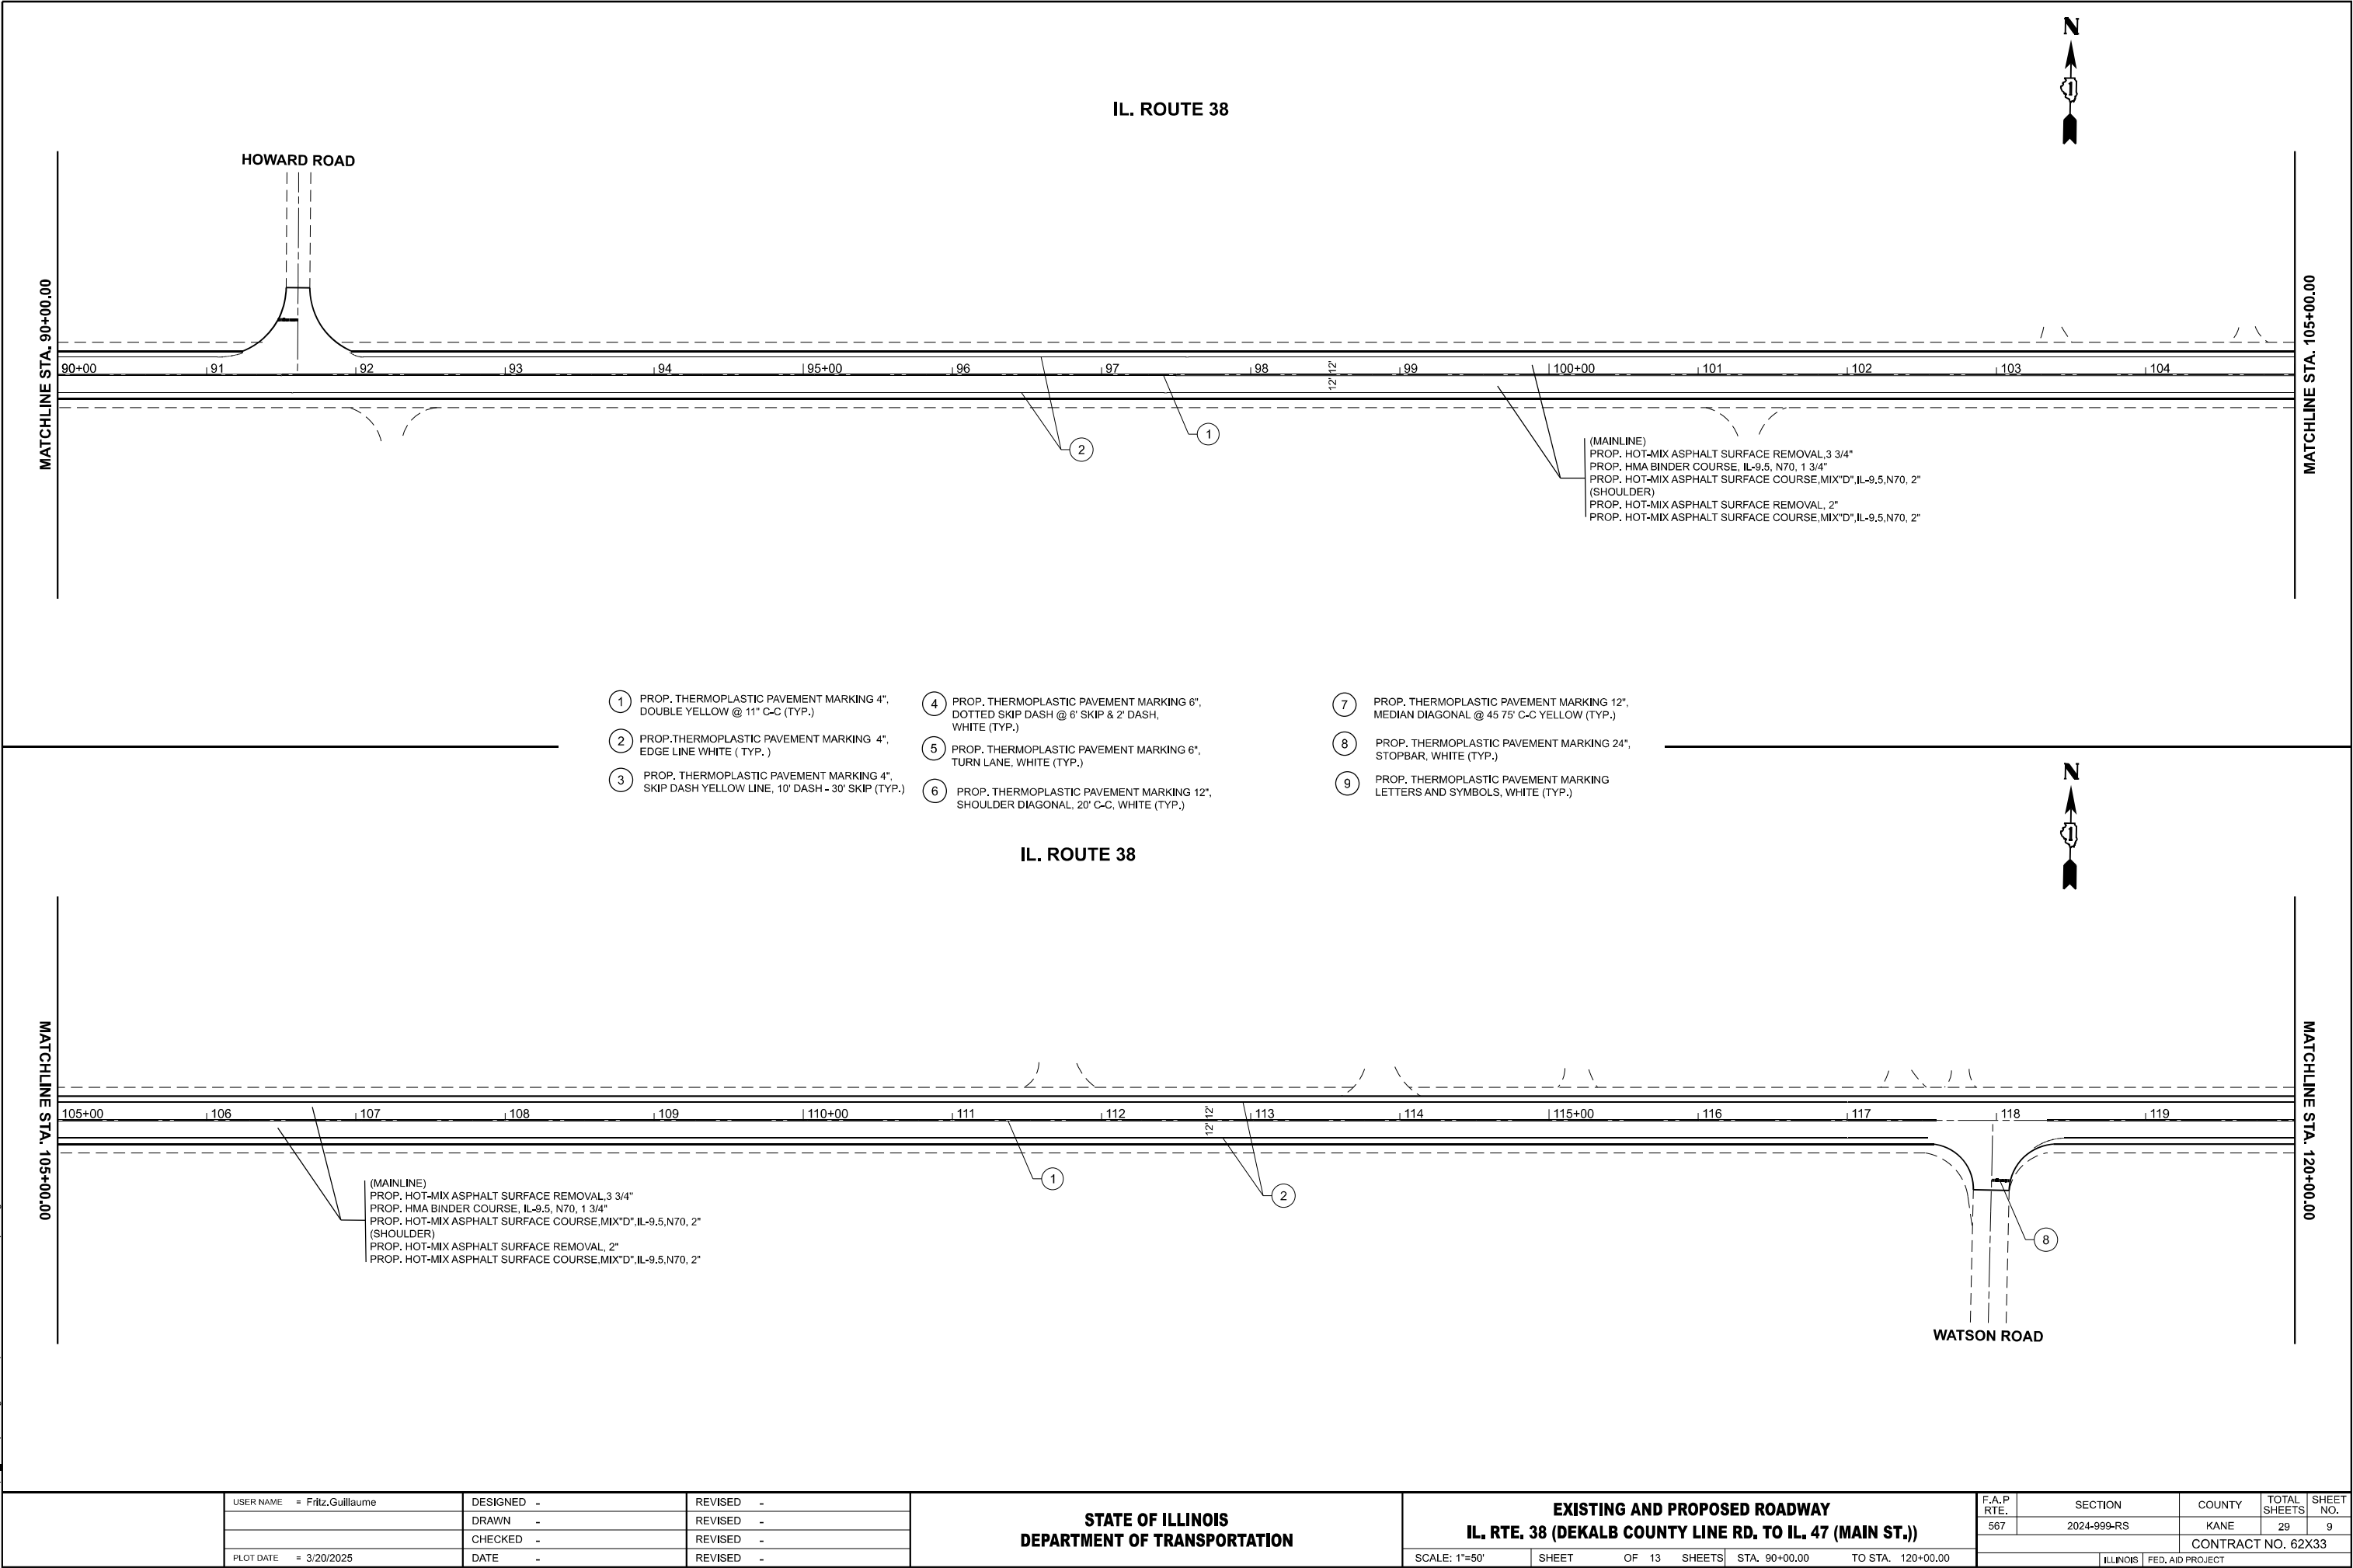 N
1
IL. ROUTE 38
HOWARD ROAD
MATCHLINE STA. 90+00.00
MATCHLINE STA. 105+00.00
90+00 91 92 93 94 95+00 96 97 98 12' 12' 99 100+00 101 102 103 104
1
2
(MAINLINE)
PROP. HOT-MIX ASPHALT SURFACE REMOVAL,3 3/4"
PROP. HMA BINDER COURSE, IL-9.5, N70, 1 3/4"
PROP. HOT-MIX ASPHALT SURFACE COURSE,MIX"D",IL-9.5,N70, 2"
(SHOULDER)
PROP. HOT-MIX ASPHALT SURFACE REMOVAL, 2"
PROP. HOT-MIX ASPHALT SURFACE COURSE,MIX"D",IL-9.5,N70, 2"
1 PROP. THERMOPLASTIC PAVEMENT MARKING 4",
DOUBLE YELLOW @ 11" C-C (TYP.)
2 PROP.THERMOPLASTIC PAVEMENT MARKING 4",
EDGE LINE WHITE ( TYP. )
3 PROP. THERMOPLASTIC PAVEMENT MARKING 4",
SKIP DASH YELLOW LINE, 10' DASH - 30' SKIP (TYP.)
4 PROP. THERMOPLASTIC PAVEMENT MARKING 6",
DOTTED SKIP DASH @ 6' SKIP & 2' DASH,
WHITE (TYP.)
5 PROP. THERMOPLASTIC PAVEMENT MARKING 6",
TURN LANE, WHITE (TYP.)
6 PROP. THERMOPLASTIC PAVEMENT MARKING 12",
SHOULDER DIAGONAL, 20' C-C, WHITE (TYP.)
7 PROP. THERMOPLASTIC PAVEMENT MARKING 12",
MEDIAN DIAGONAL @ 45 75' C-C YELLOW (TYP.)
8 PROP. THERMOPLASTIC PAVEMENT MARKING 24",
STOPBAR, WHITE (TYP.)
9 PROP. THERMOPLASTIC PAVEMENT MARKING
LETTERS AND SYMBOLS, WHITE (TYP.)
N
1
IL. ROUTE 38
MATCHLINE STA. 105+00.00
MATCHLINE STA. 120+00.00
105+00 106 107 108 109 110+00 111 112 12' 12' 113 114 115+00 116 117 118 119
1
2
8
(MAINLINE)
PROP. HOT-MIX ASPHALT SURFACE REMOVAL,3 3/4"
PROP. HMA BINDER COURSE, IL-9.5, N70, 1 3/4"
PROP. HOT-MIX ASPHALT SURFACE COURSE,MIX"D",IL-9.5,N70, 2"
(SHOULDER)
PROP. HOT-MIX ASPHALT SURFACE REMOVAL, 2"
PROP. HOT-MIX ASPHALT SURFACE COURSE,MIX"D",IL-9.5,N70, 2"
WATSON ROAD
USER NAME = Fritz.Guillaume
PLOT DATE = 3/20/2025
DESIGNED -
DRAWN -
CHECKED -
DATE -
REVISED -
REVISED -
REVISED -
REVISED -
STATE OF ILLINOIS
DEPARTMENT OF TRANSPORTATION
EXISTING AND PROPOSED ROADWAY
IL. RTE. 38 (DEKALB COUNTY LINE RD. TO IL. 47 (MAIN ST.))
SCALE: 1"=50' SHEET OF 13 SHEETS STA. 90+00.00 TO STA. 120+00.00
F.A.P RTE. SECTION COUNTY TOTAL SHEETS SHEET NO.
567 2024-999-RS KANE 29 9
CONTRACT NO. 62X33
ILLINOIS FED. AID PROJECT